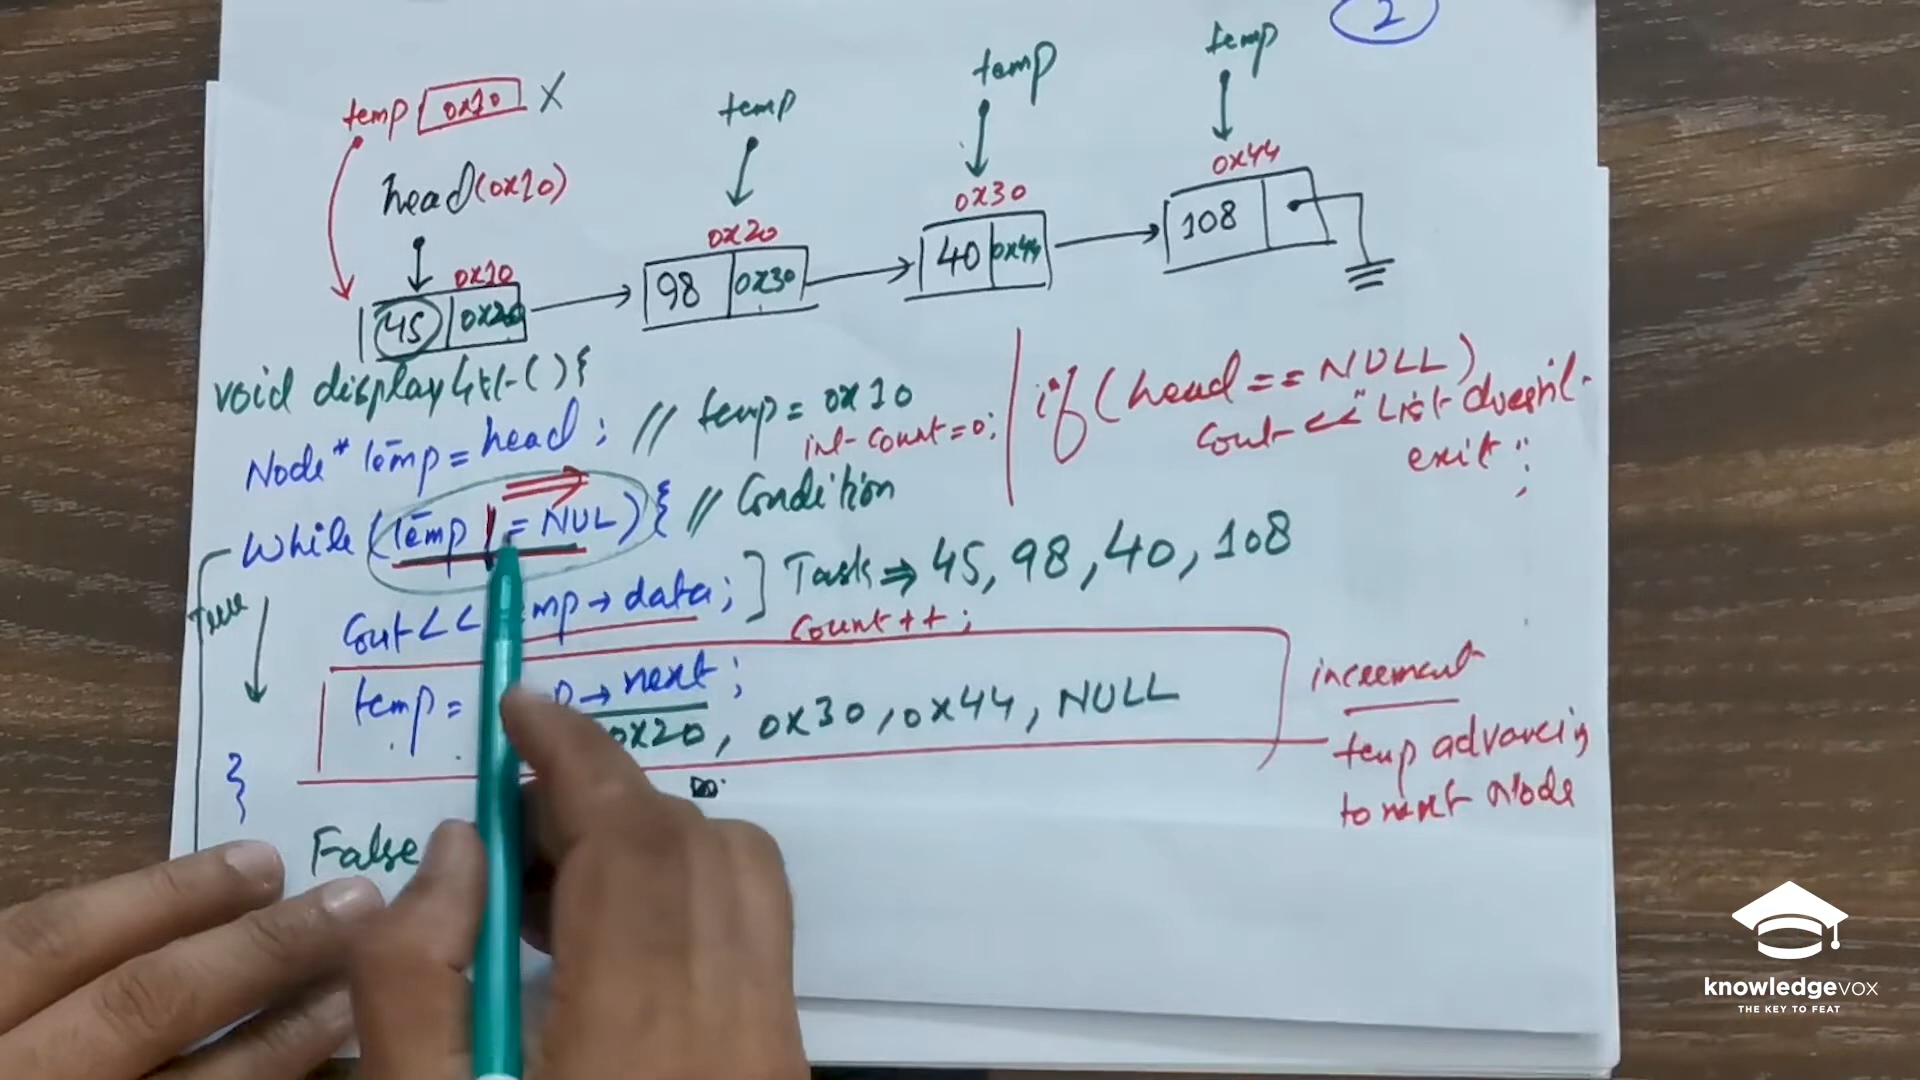 2
temp 0x10 X
temp
temp
temp
head(0x10)
0x10
0x20
0x30
0x44
45 0x20
98 0x30
40 0x44
108
void display List ( ) {
Node* temp = head ; // temp = 0x10
int count = 0;
if ( head == NULL )
cout << "List doesn't
exit" ;
While (temp != NUL) { // Condition
True
Cout << temp → data ; ] Task ⇒ 45, 98, 40, 108
Count ++ ;
temp = → next ;
0x20, 0x30, 0x44, NULL
increment
temp advancing
to next Node
}
False
knowledgevox
THE KEY TO FEAT